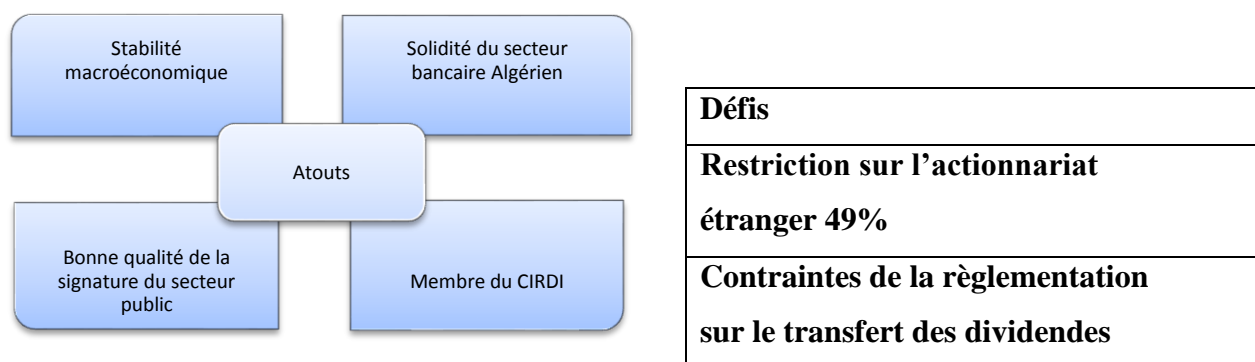 Stabilité
macroéconomique
Solidité du secteur
bancaire Algérien
Atouts
Bonne qualité de la
signature du secteur
public
Membre du CIRDI
Défis
Restriction sur l’actionnariat
étranger 49%
Contraintes de la règlementation
sur le transfert des dividendes